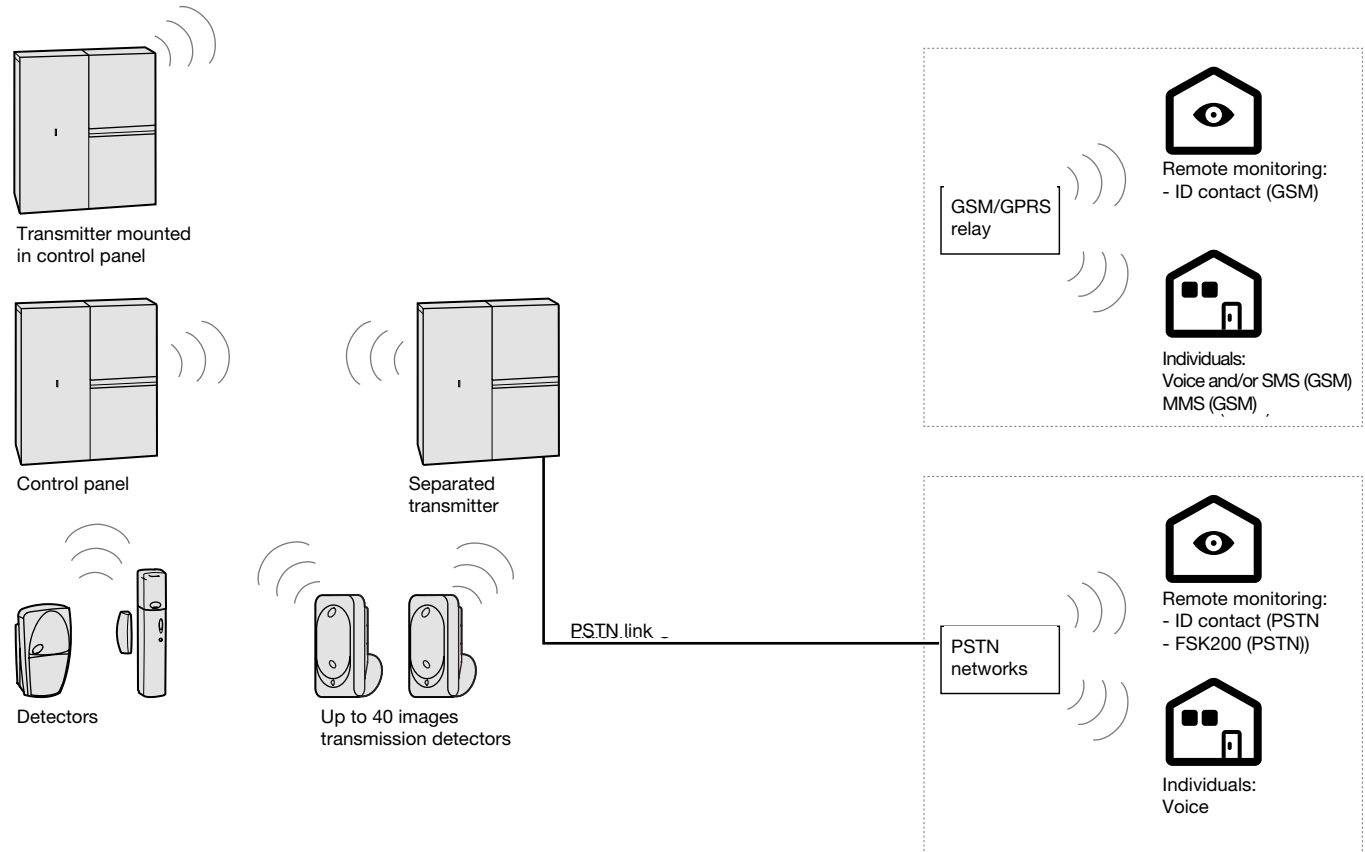 Transmitter mounted
in control panel
Control panel
Separated
transmitter
Detectors
Up to 40 images
transmission detectors
PSTN link
GSM/GPRS
relay
Remote monitoring:
- ID contact (GSM)
Individuals:
Voice and/or SMS (GSM)
MMS (GSM)
PSTN
networks
Remote monitoring:
- ID contact (PSTN
- FSK200 (PSTN))
Individuals:
Voice